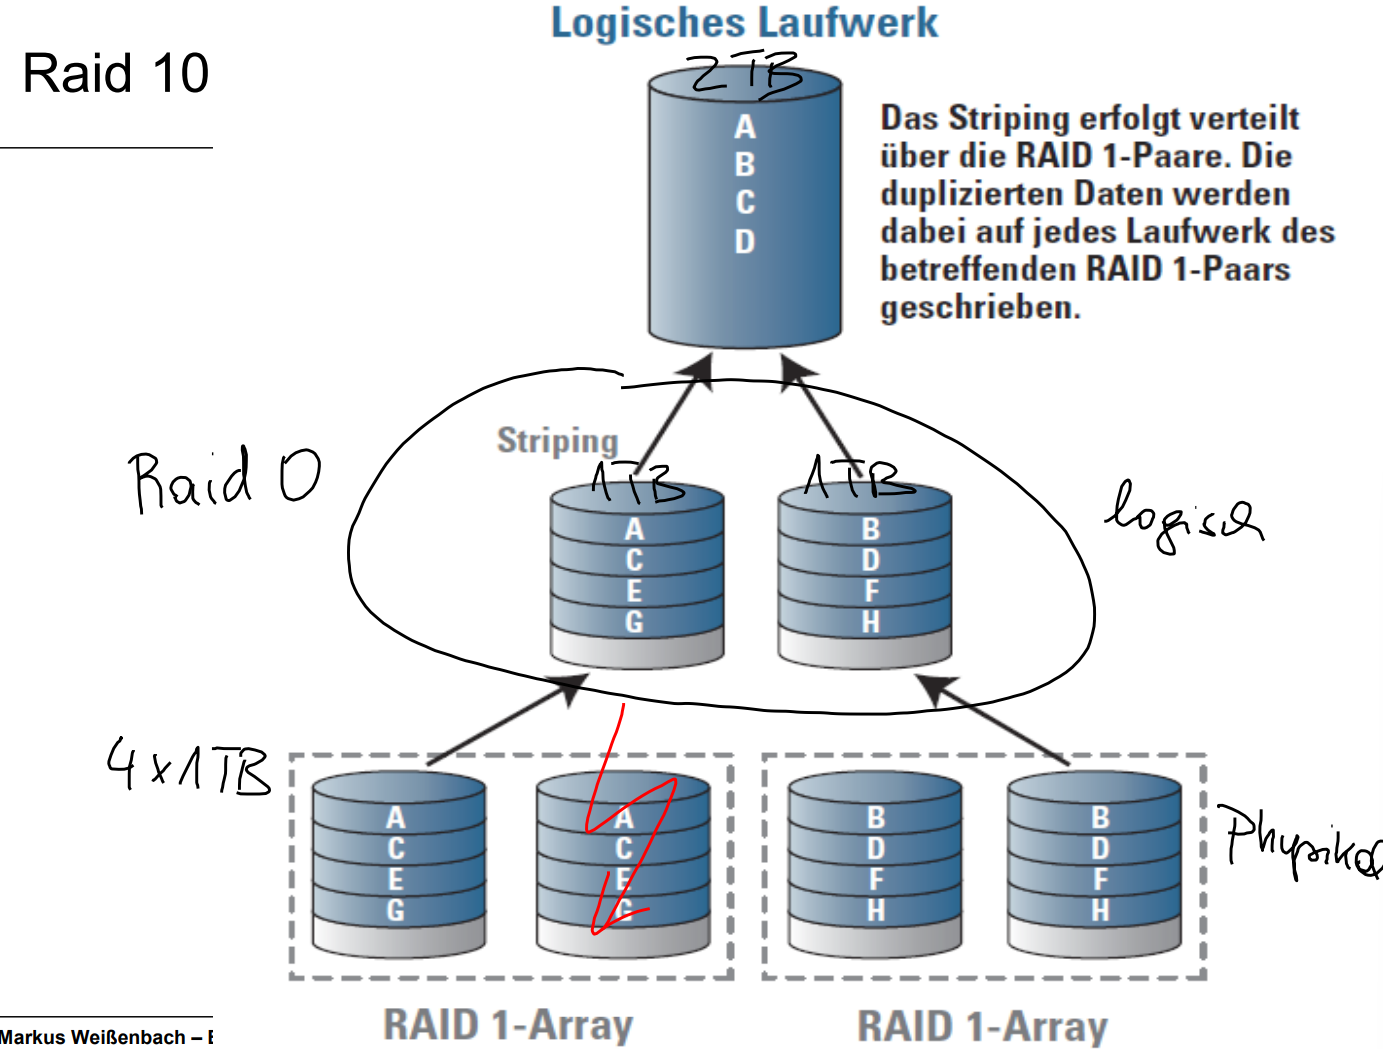 Logisches Laufwerk
Raid 10
2TB
A
B
C
D
Das Striping erfolgt verteilt
über die RAID 1-Paare. Die
duplizierten Daten werden
dabei auf jedes Laufwerk des
betreffenden RAID 1-Paars
geschrieben.
Striping
Raid 0
1TB
1TB
logisch
A
C
E
G
B
D
F
H
4x1TB
A
C
E
G
A
C
E
G
B
D
F
H
B
D
F
H
RAID 1-Array
RAID 1-Array
Markus Weißenbach –